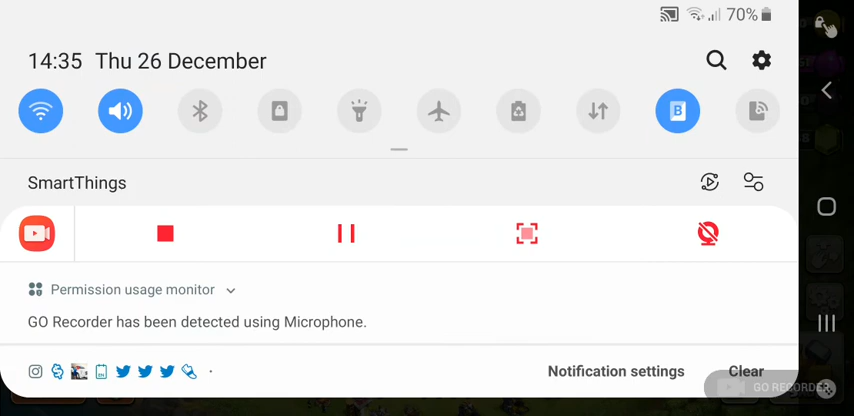 70%
14:35 Thu 26 December
B
SmartThings
Permission usage monitor
GO Recorder has been detected using Microphone.
Notification settings Clear
GO RECORDER